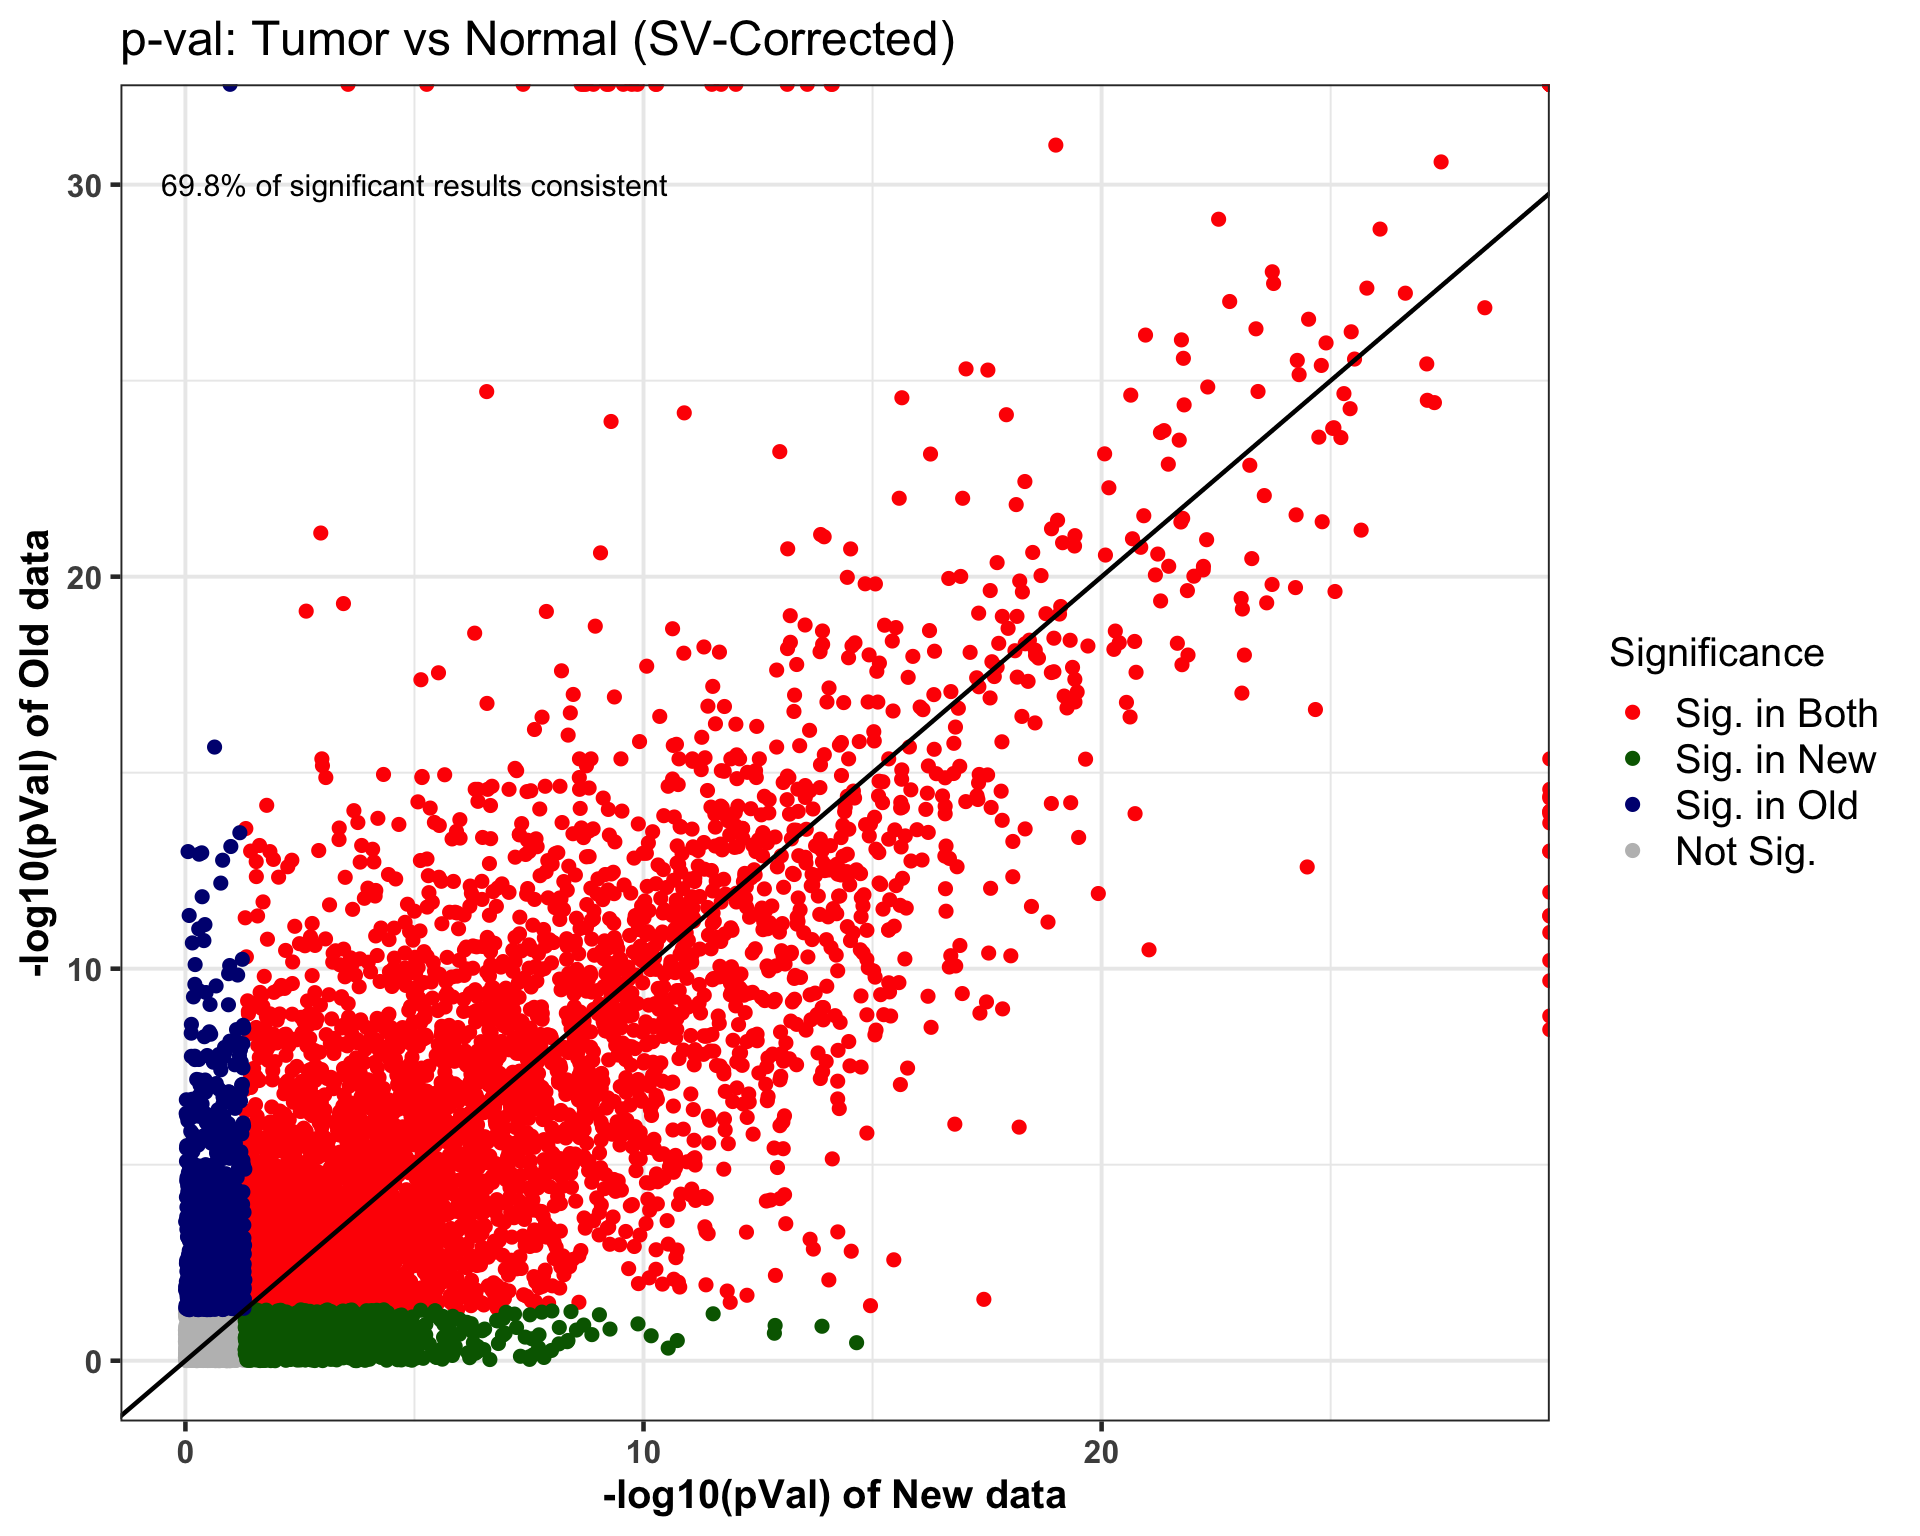 p-val: Tumor vs Normal (SV-Corrected)
69.8% of significant results consistent
30
20
10
0
-log10(pVal) of Old data
0
10
20
-log10(pVal) of New data
Significance
Sig. in Both
Sig. in New
Sig. in Old
Not Sig.